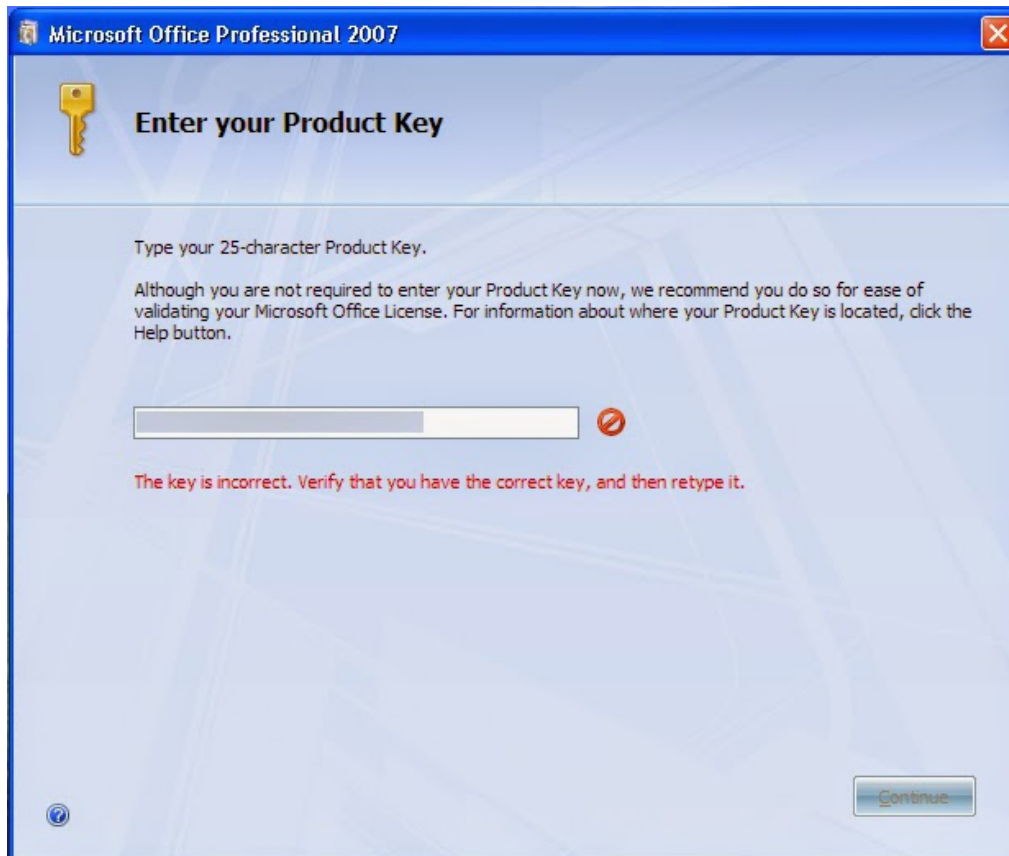 Microsoft Office Professional 2007
Enter your Product Key
Type your 25-character Product Key.
Although you are not required to enter your Product Key now, we recommend you do so for ease of
validating your Microsoft Office License. For information about where your Product Key is located, click the
Help button.
The key is incorrect. Verify that you have the correct key, and then retype it.
Continue